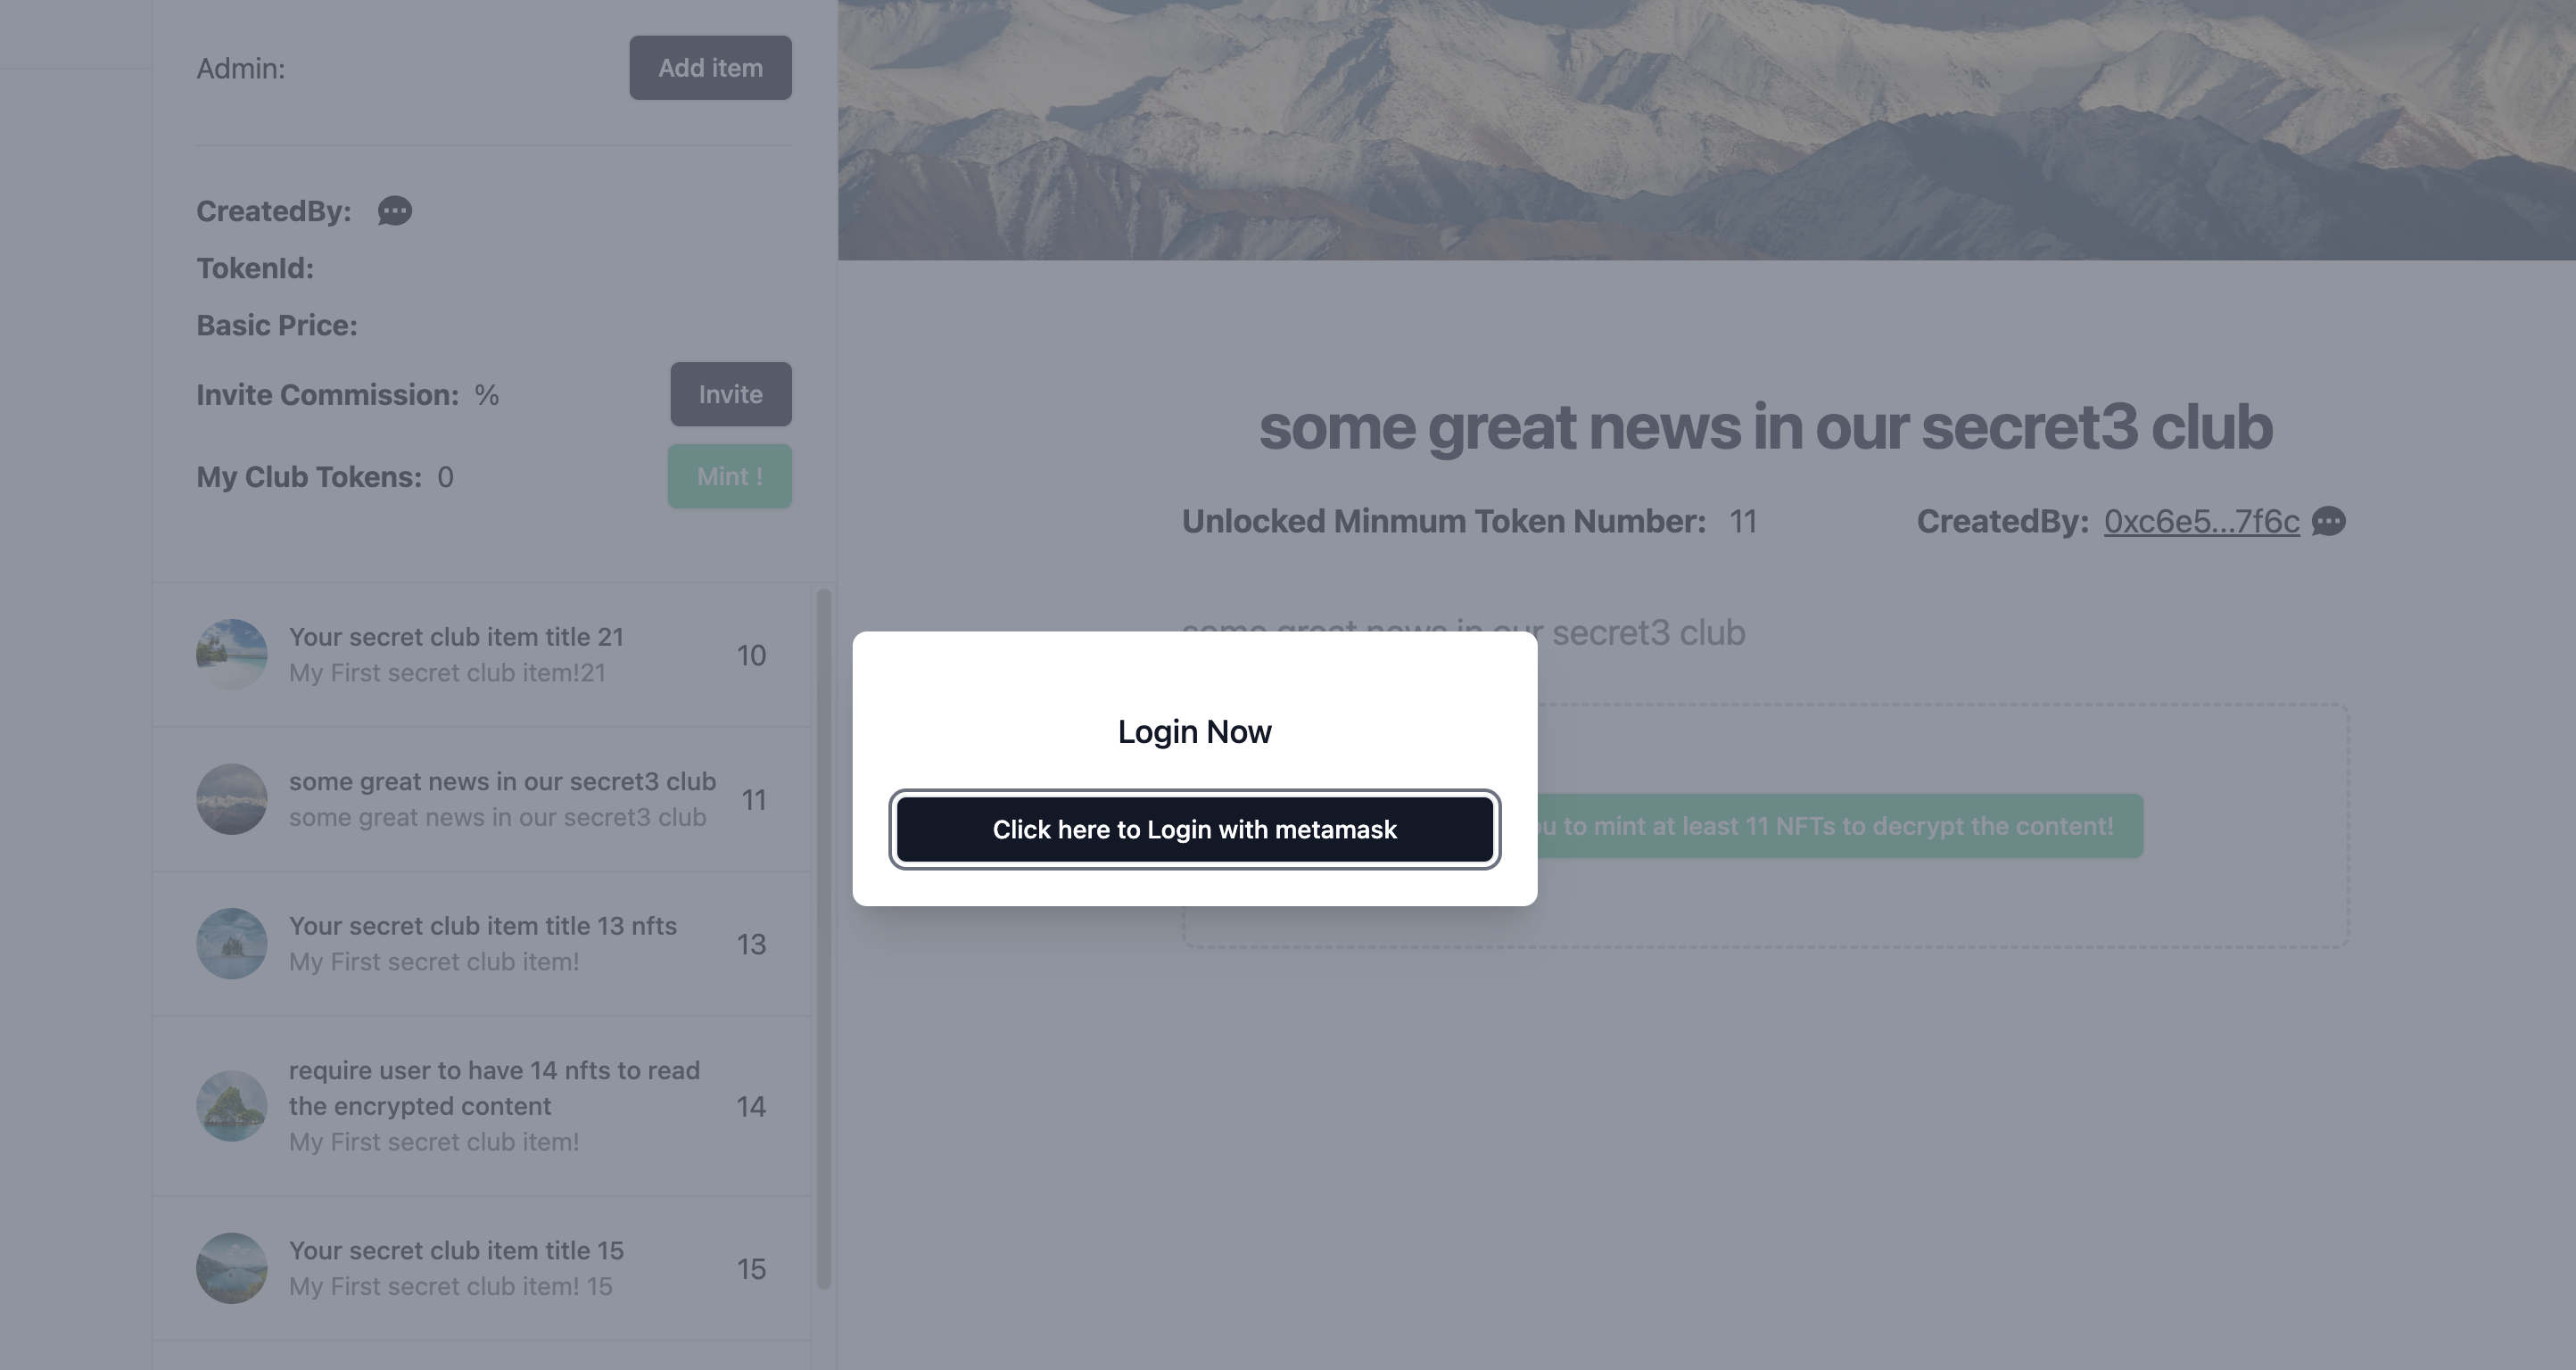 Admin:
Add item
CreatedBy:
TokenId:
Basic Price:
Invite Commission: %
Invite
My Club Tokens: 0
Mint !
Your secret club item title 21
My First secret club item!21
10
some great news in our secret3 club
some great news in our secret3 club
11
Your secret club item title 13 nfts
My First secret club item!
13
require user to have 14 nfts to read
the encrypted content
My First secret club item!
14
Your secret club item title 15
My First secret club item! 15
15
some great news in our secret3 club
Unlocked Minmum Token Number: 11
CreatedBy: 0xc6e5...7f6c
some great news in our secret3 club
to mint at least 11 NFTs to decrypt the content!
Login Now
Click here to Login with metamask